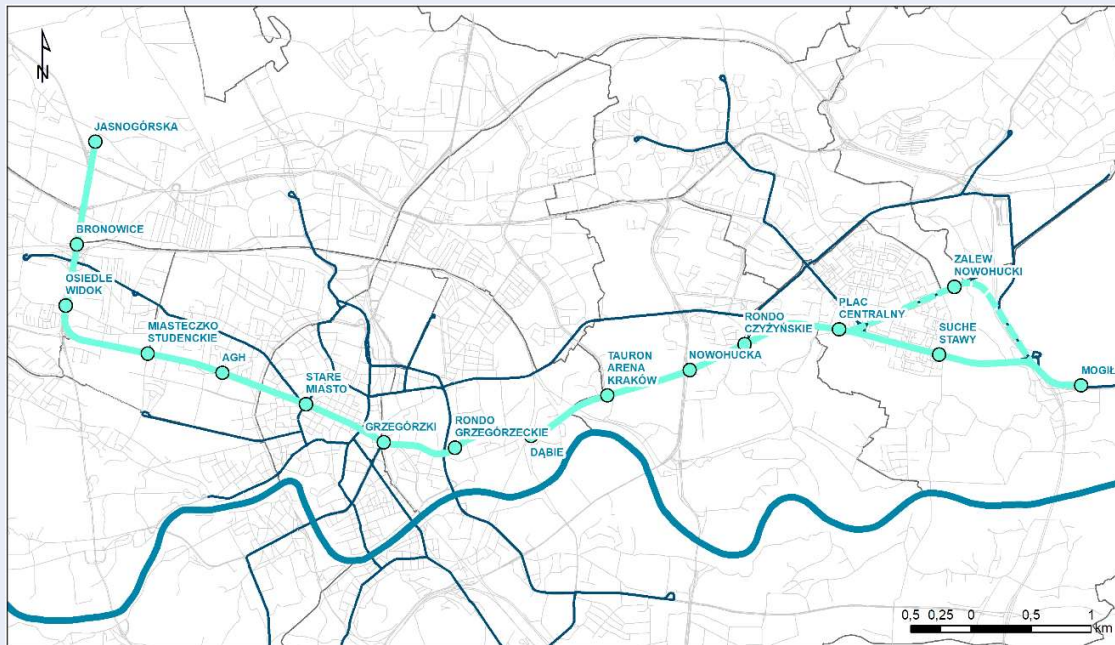 N
JASNOGÓRSKA
BRONOWICE
OSIEDLE
WIDOK
MIASTECZKO
STUDENCKIE
AGH
STARE
MIASTO
GRZEGÓRZKI
RONDO
GRZEGÓRZECKIE
DĄBIE
TAURON
ARENA
KRAKÓW
NOWOHUCKA
RONDO
CZYŻYŃSKIE
PLAC
CENTRALNY
ZALEW
NOWOHUCKI
SUCHE
STAWY
MOGIŁ
0,5 0,25 0 0,5 1
km